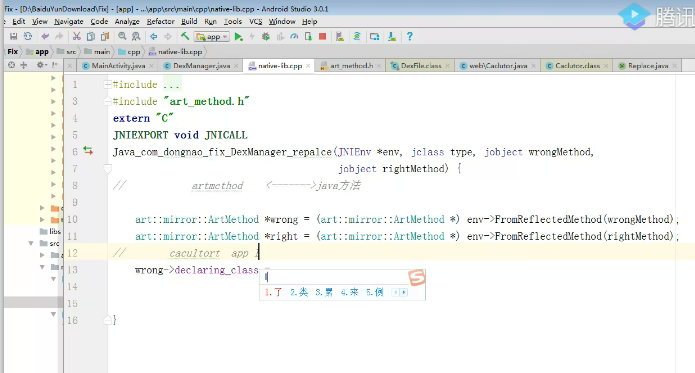 Fix - [D:\BaiduYunDownload\Fix] - [app] - ...\app\src\main\cpp\native-lib.cpp - Android Studio 3.0.1
腾讯
Edit View Navigate Code Analyze Refactor Build Run Tools VCS Window Help
app
Fix app src main cpp native-lib.cpp
MainActivity.java DexManager.java native-lib.cpp art_method.h DexFile.class web\Caclutor.java Caclutor.class Replace.java
1 #include ...
3 #include "art_method.h"
4 extern "C"
5 JNIEXPORT void JNICALL
6 Java_com_dongnao_fix_DexManager_repalce(JNIEnv *env, jclass type, jobject wrongMethod,
7 jobject rightMethod) {
8 // artmethod <------->java方法
9
10 art::mirror::ArtMethod *wrong = (art::mirror::ArtMethod *) env->FromReflectedMethod(wrongMethod);
11 art::mirror::ArtMethod *right = (art::mirror::ArtMethod *) env->FromReflectedMethod(rightMethod);
12 // cacultort app l
13 wrong->declaring_class
l
14
1.了 2.类 3.累 4.来 5.例
15
16 }
libs
src